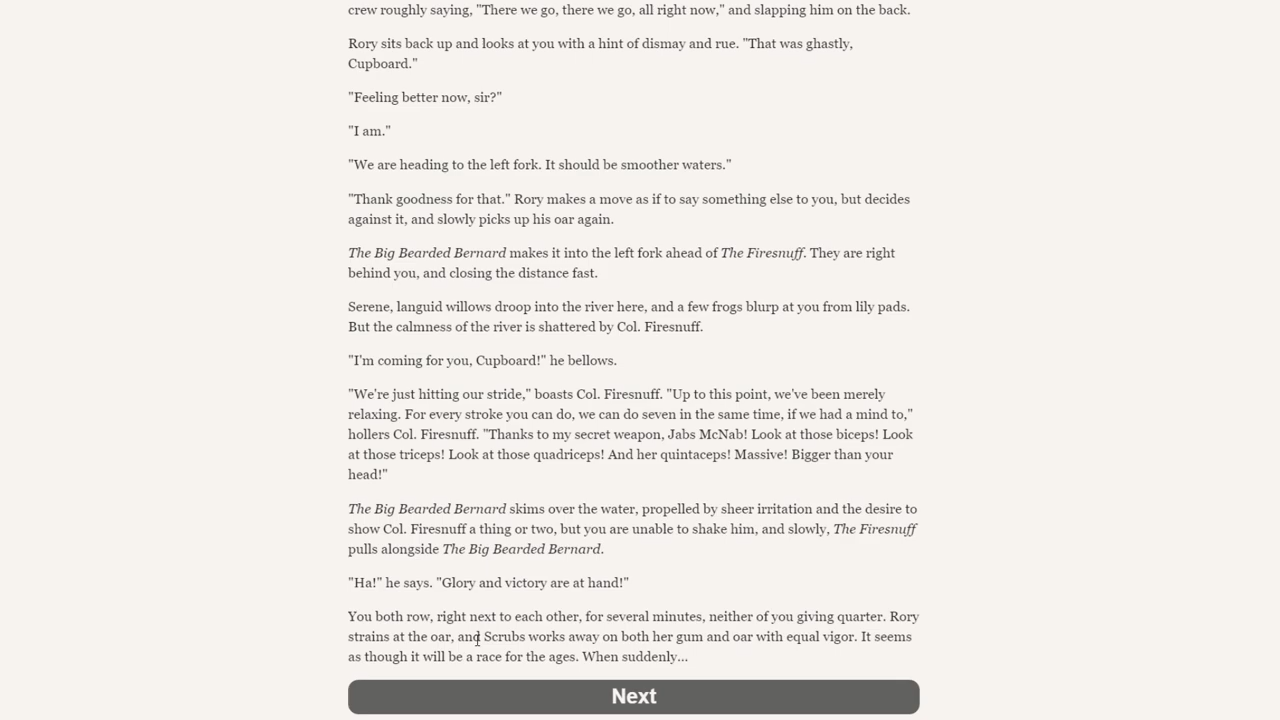 crew roughly saying, "There we go, there we go, all right now," and slapping him on the back.
Rory sits back up and looks at you with a hint of dismay and rue. "That was ghastly,
Cupboard."
"Feeling better now, sir?"
"I am."
"We are heading to the left fork. It should be smoother waters."
"Thank goodness for that." Rory makes a move as if to say something else to you, but decides
against it, and slowly picks up his oar again.
The Big Bearded Bernard makes it into the left fork ahead of The Firesnuff. They are right
behind you, and closing the distance fast.
Serene, languid willows droop into the river here, and a few frogs blurp at you from lily pads.
But the calmness of the river is shattered by Col. Firesnuff.
"I'm coming for you, Cupboard!" he bellows.
"We're just hitting our stride," boasts Col. Firesnuff. "Up to this point, we've been merely
relaxing. For every stroke you can do, we can do seven in the same time, if we had a mind to,"
hollers Col. Firesnuff. "Thanks to my secret weapon, Jabs McNab! Look at those biceps! Look
at those triceps! Look at those quadriceps! And her quintaceps! Massive! Bigger than your
head!"
The Big Bearded Bernard skims over the water, propelled by sheer irritation and the desire to
show Col. Firesnuff a thing or two, but you are unable to shake him, and slowly, The Firesnuff
pulls alongside The Big Bearded Bernard.
"Ha!" he says. "Glory and victory are at hand!"
You both row, right next to each other, for several minutes, neither of you giving quarter. Rory
strains at the oar, and Scrubs works away on both her gum and oar with equal vigor. It seems
as though it will be a race for the ages. When suddenly...
Next